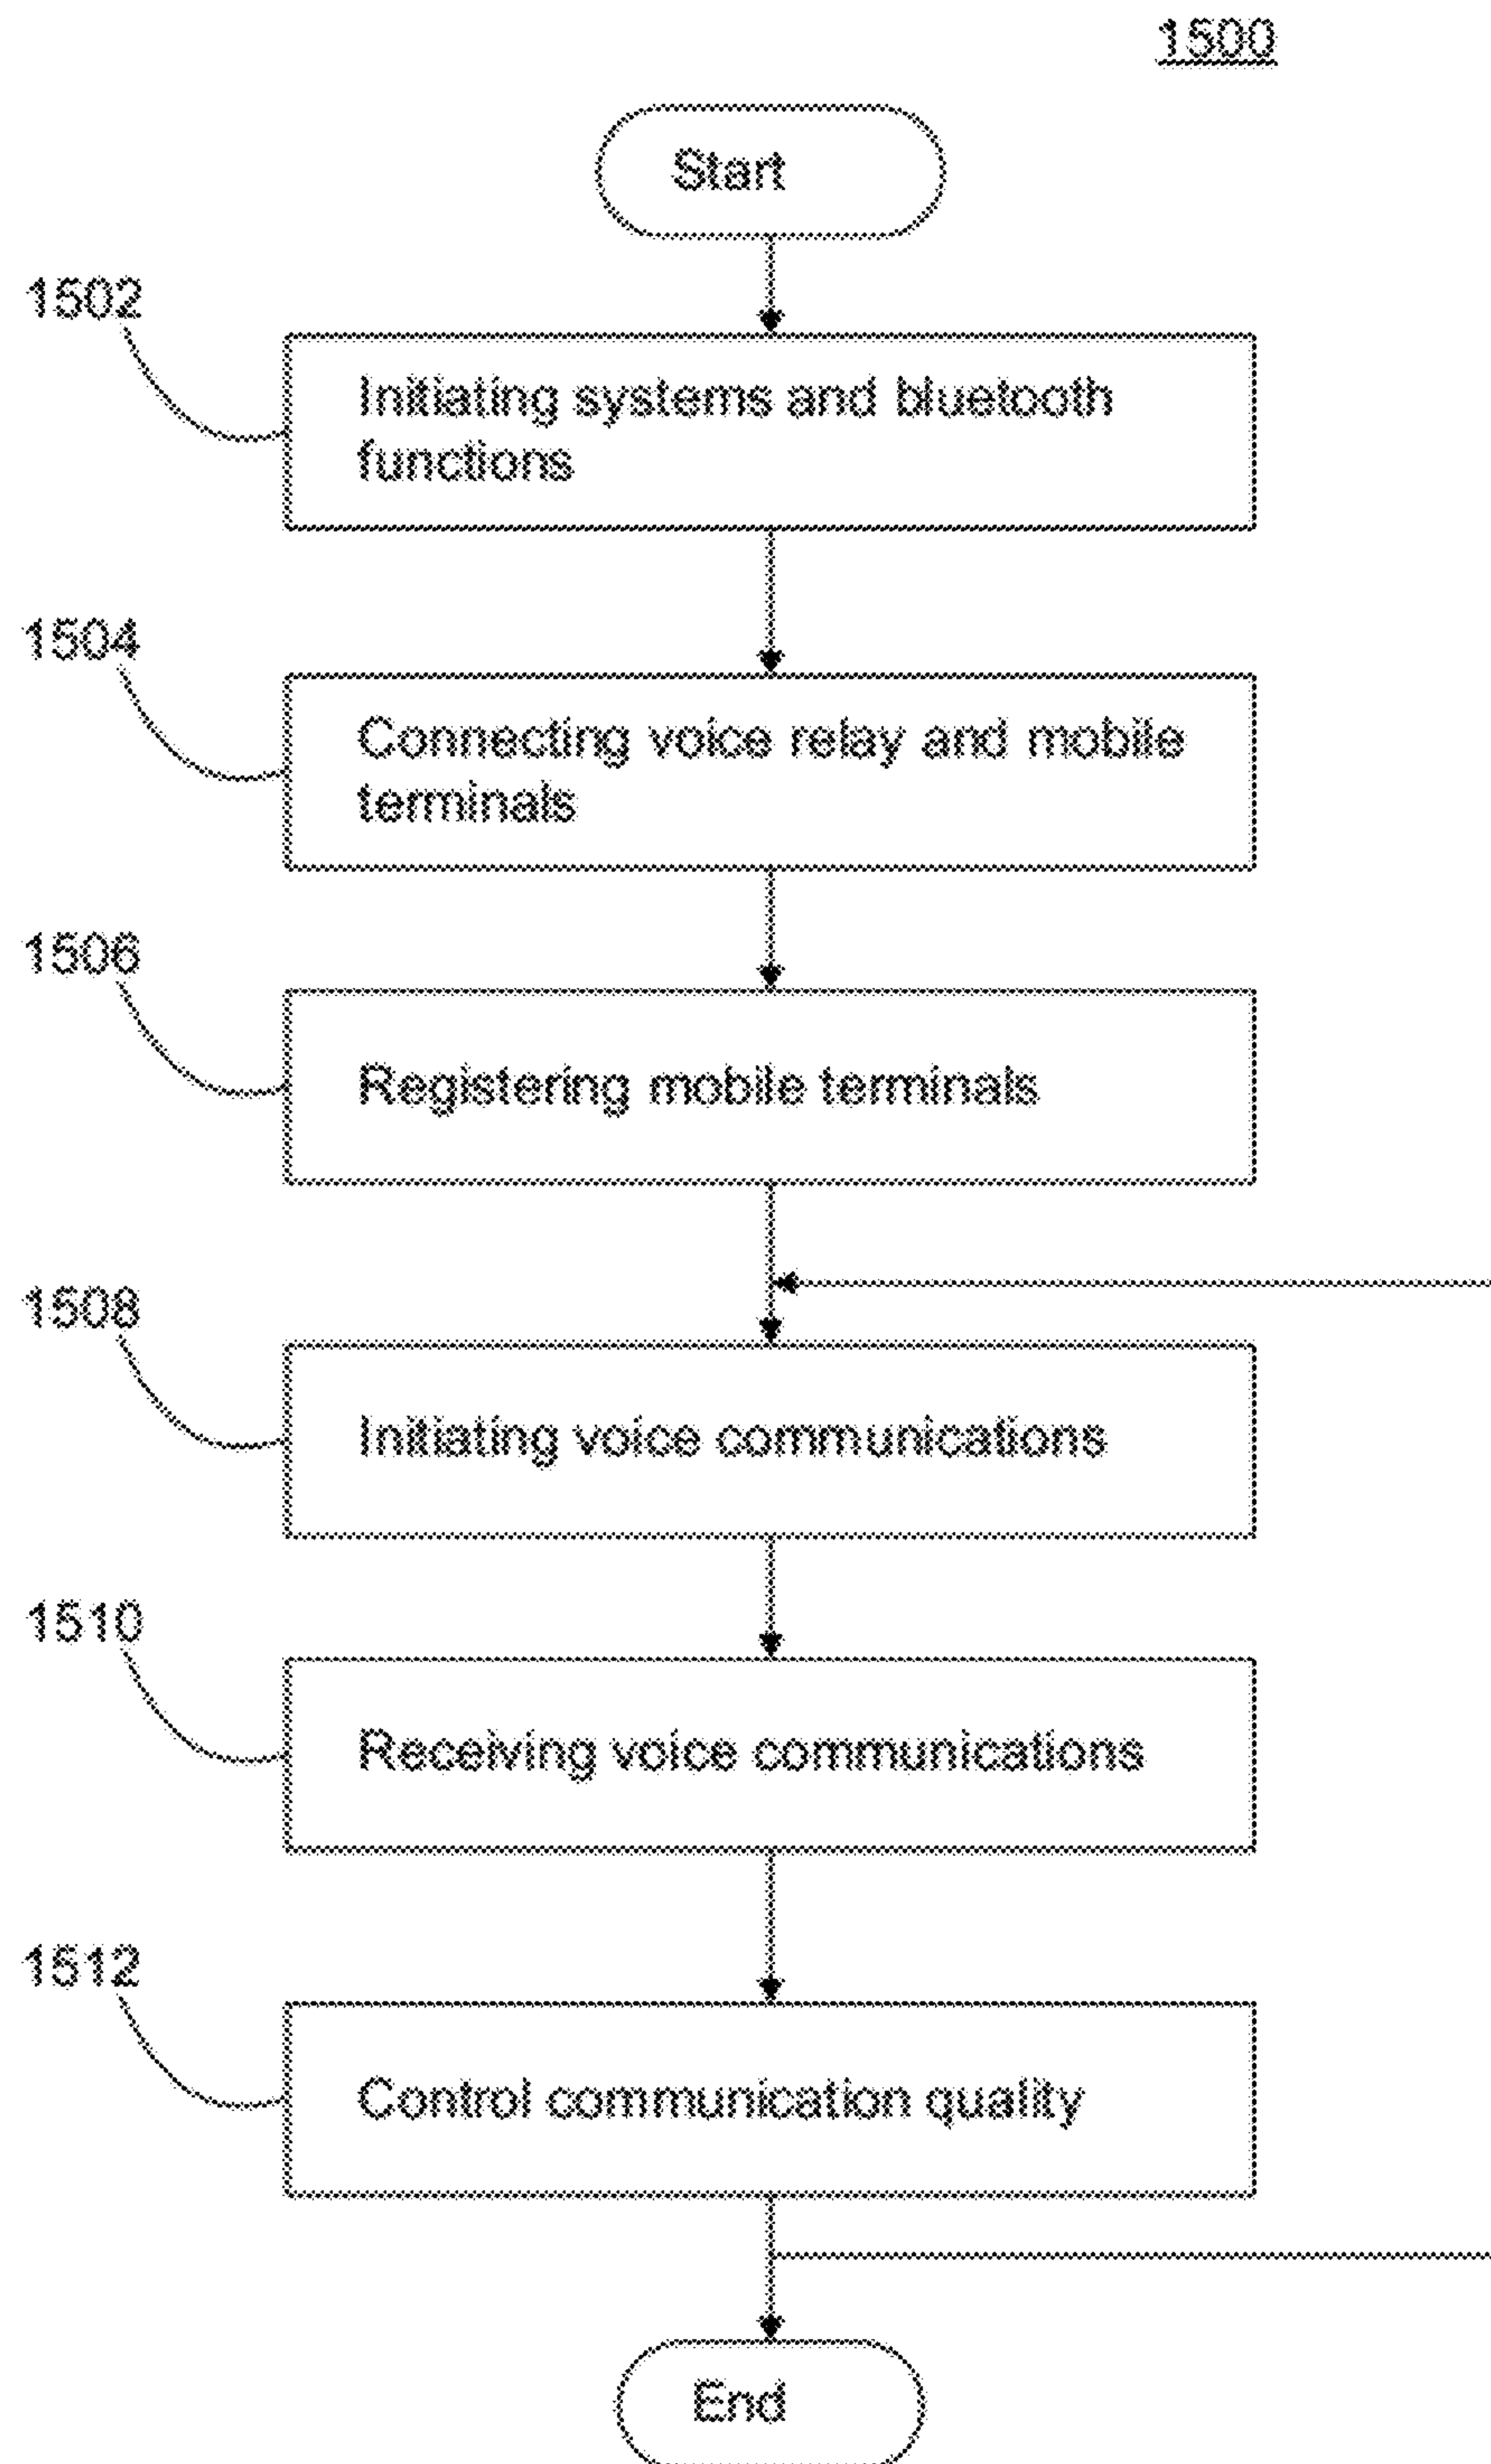 1500
Start
1502
Initiating systems and bluetooth
functions
1504
Connecting voice relay and mobile
terminals
1506
Registering mobile terminals
1508
Initiating voice communications
1510
Receiving voice communications
1512
Control communication quality
End